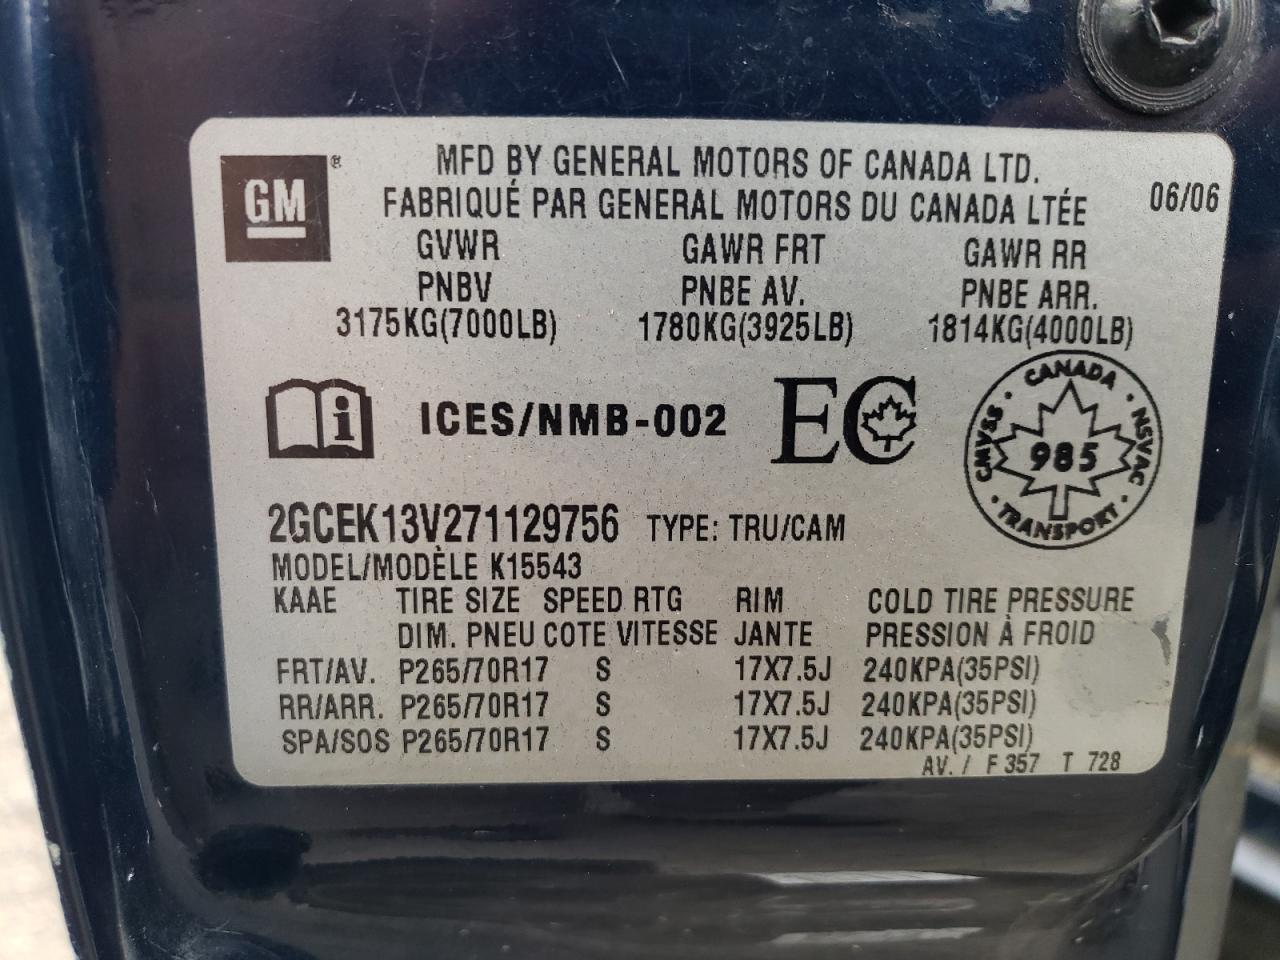 GM ®
MFD BY GENERAL MOTORS OF CANADA LTD.
FABRIQUÉ PAR GENERAL MOTORS DU CANADA LTÉE
06/06
GVWR GAWR FRT GAWR RR
PNBV PNBE AV. PNBE ARR.
3175KG(7000LB) 1780KG(3925LB) 1814KG(4000LB)
i ICES/NMB-002 EC
CANADA
CMVSS 985 NSVAC
TRANSPORT
2GCEK13V271129756 TYPE: TRU/CAM
MODEL/MODÈLE K15543
KAAE TIRE SIZE SPEED RTG RIM COLD TIRE PRESSURE
DIM. PNEU COTE VITESSE JANTE PRESSION À FROID
FRT/AV. P265/70R17 S 17X7.5J 240KPA(35PSI)
RR/ARR. P265/70R17 S 17X7.5J 240KPA(35PSI)
SPA/SOS P265/70R17 S 17X7.5J 240KPA(35PSI)
AV. / F 357 T 728